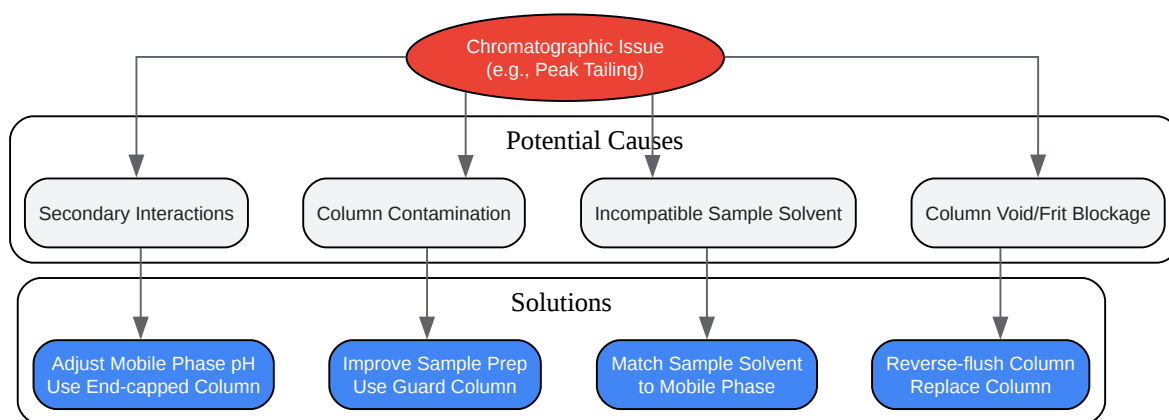 Chromatographic Issue
(e.g., Peak Tailing)
Potential Causes
Secondary Interactions
Column Contamination
Incompatible Sample Solvent
Column Void/Frit Blockage
Solutions
Adjust Mobile Phase pH
Use End-capped Column
Improve Sample Prep
Use Guard Column
Match Sample Solvent
to Mobile Phase
Reverse-flush Column
Replace Column